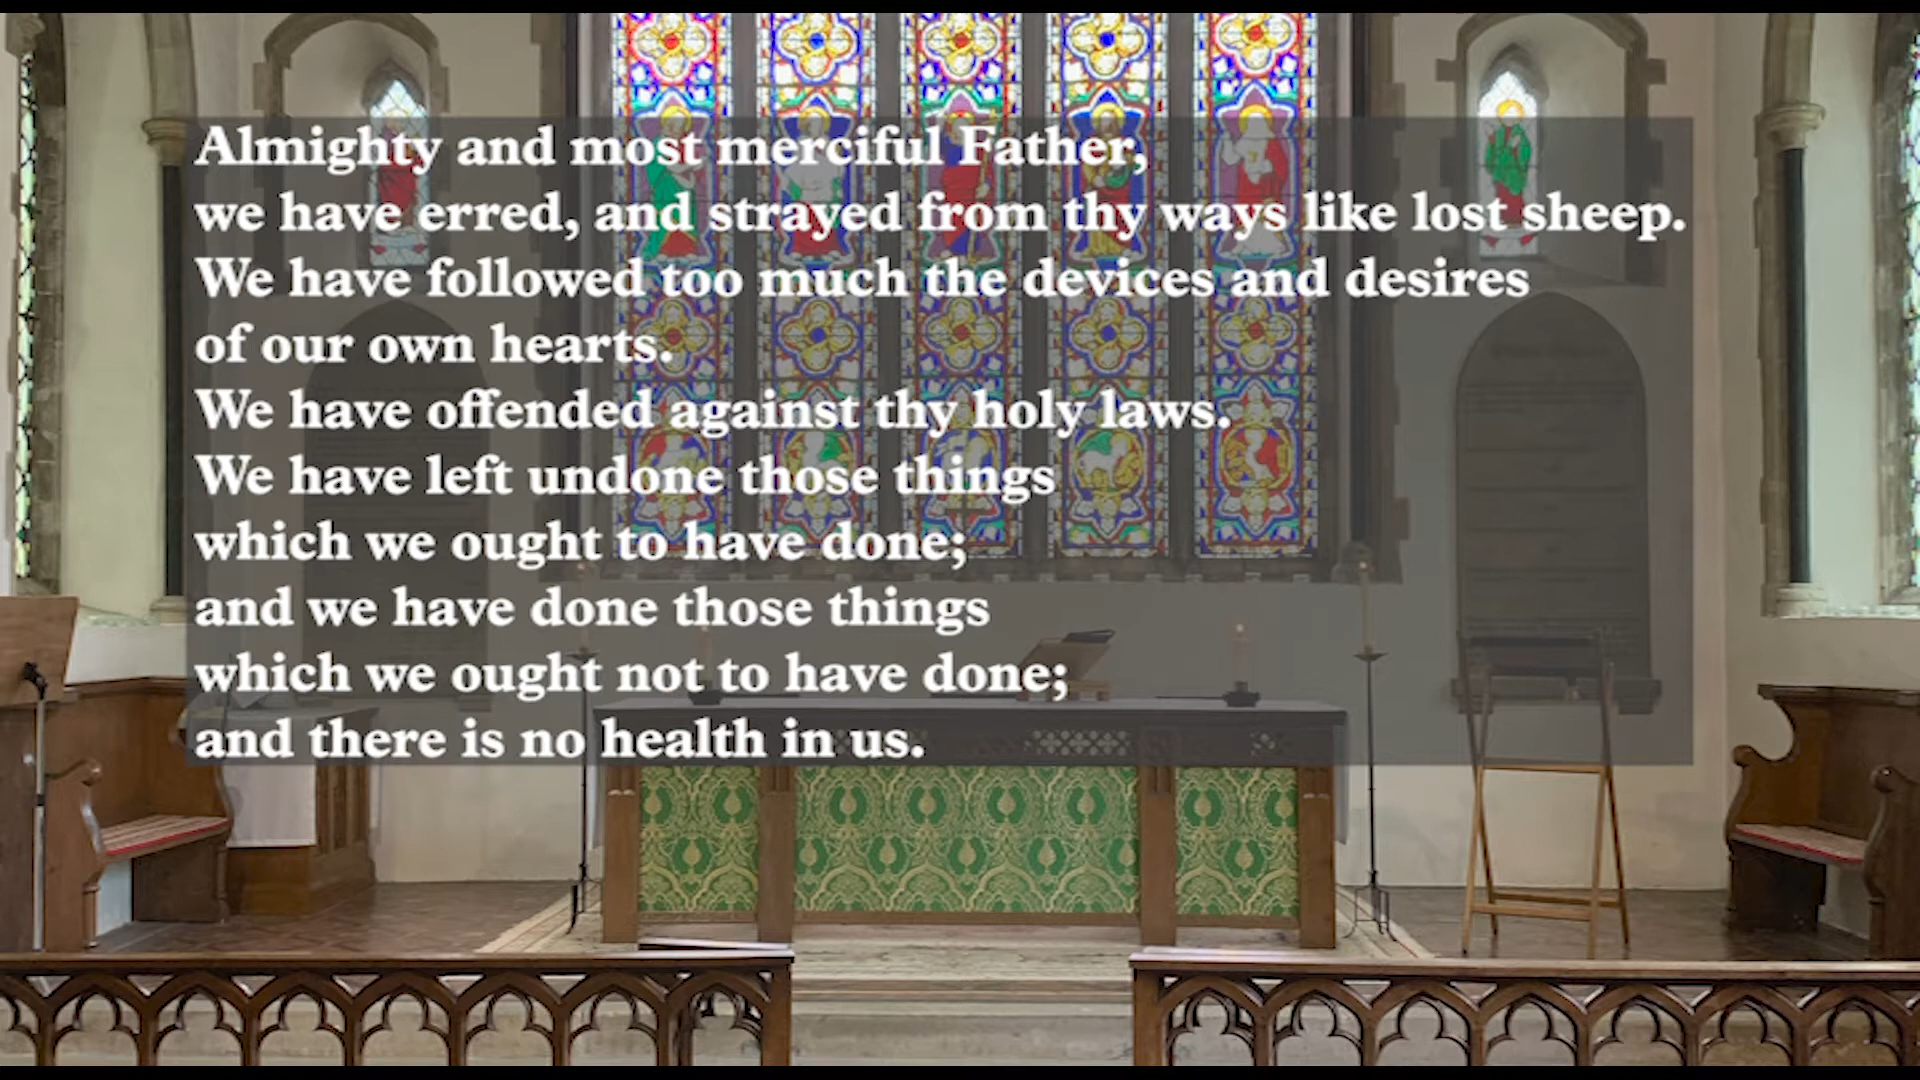 Almighty and most merciful Father,
we have erred, and strayed from thy ways like lost sheep.
We have followed too much the devices and desires
of our own hearts.
We have offended against thy holy laws.
We have left undone those things
which we ought to have done;
and we have done those things
which we ought not to have done;
and there is no health in us.